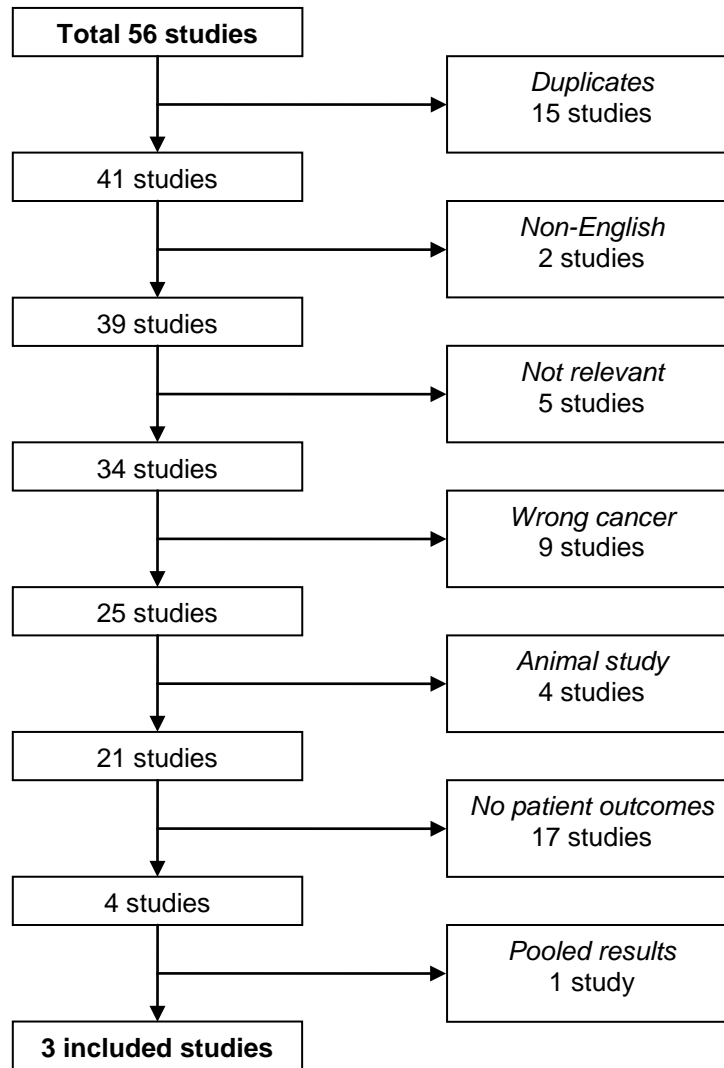 Total 56 studies
Duplicates
15 studies
41 studies
Non-English
2 studies
39 studies
Not relevant
5 studies
34 studies
Wrong cancer
9 studies
25 studies
Animal study
4 studies
21 studies
No patient outcomes
17 studies
4 studies
Pooled results
1 study
3 included studies